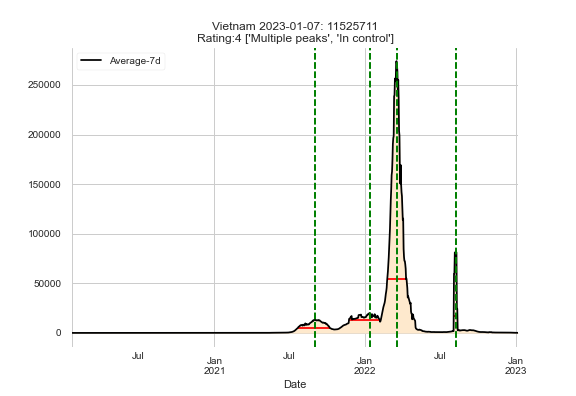 Vietnam 2023-01-07: 11525711
Rating:4 ['Multiple peaks', 'In control']
Average-7d
250000
200000
150000
100000
50000
0
Jul
Jan
2021
Jul
Jan
2022
Jul
Jan
2023
Date